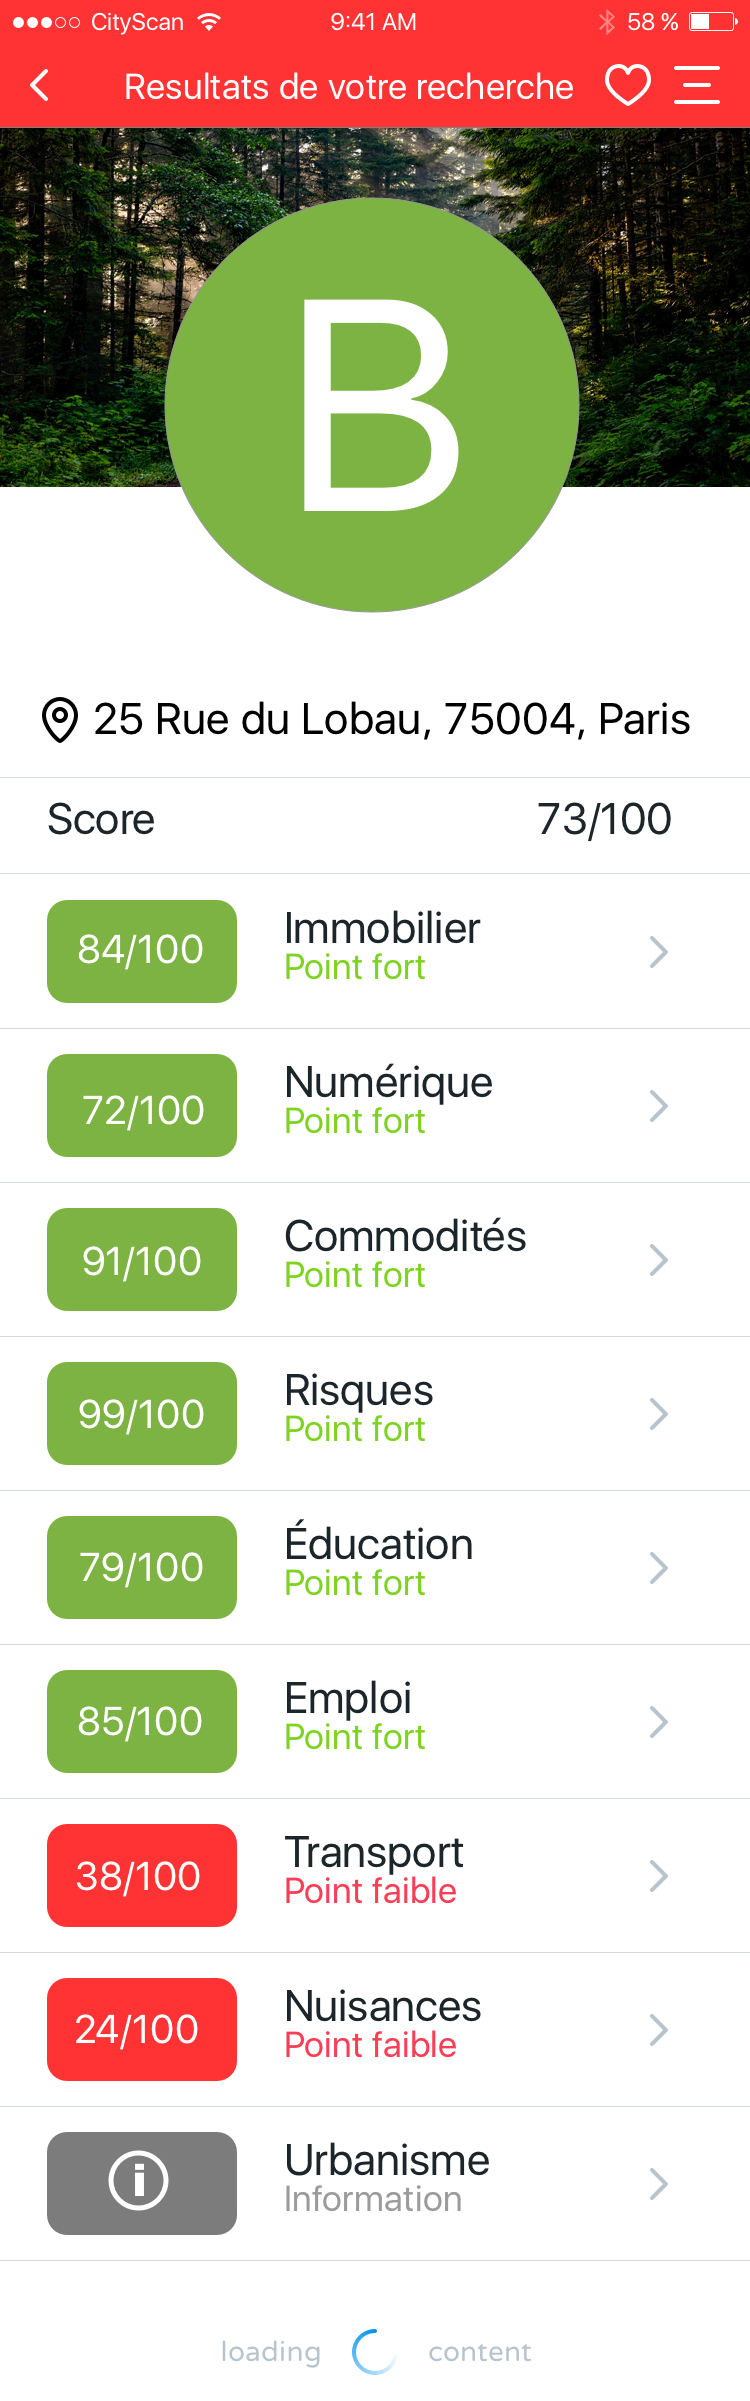 CityScan 9:41 AM 58 %
Resultats de votre recherche
B
25 Rue du Lobau, 75004, Paris
Score 73/100
84/100 Immobilier
Point fort
72/100 Numérique
Point fort
91/100 Commodités
Point fort
99/100 Risques
Point fort
79/100 Éducation
Point fort
85/100 Emploi
Point fort
38/100 Transport
Point faible
24/100 Nuisances
Point faible
Urbanisme
Information
loading content